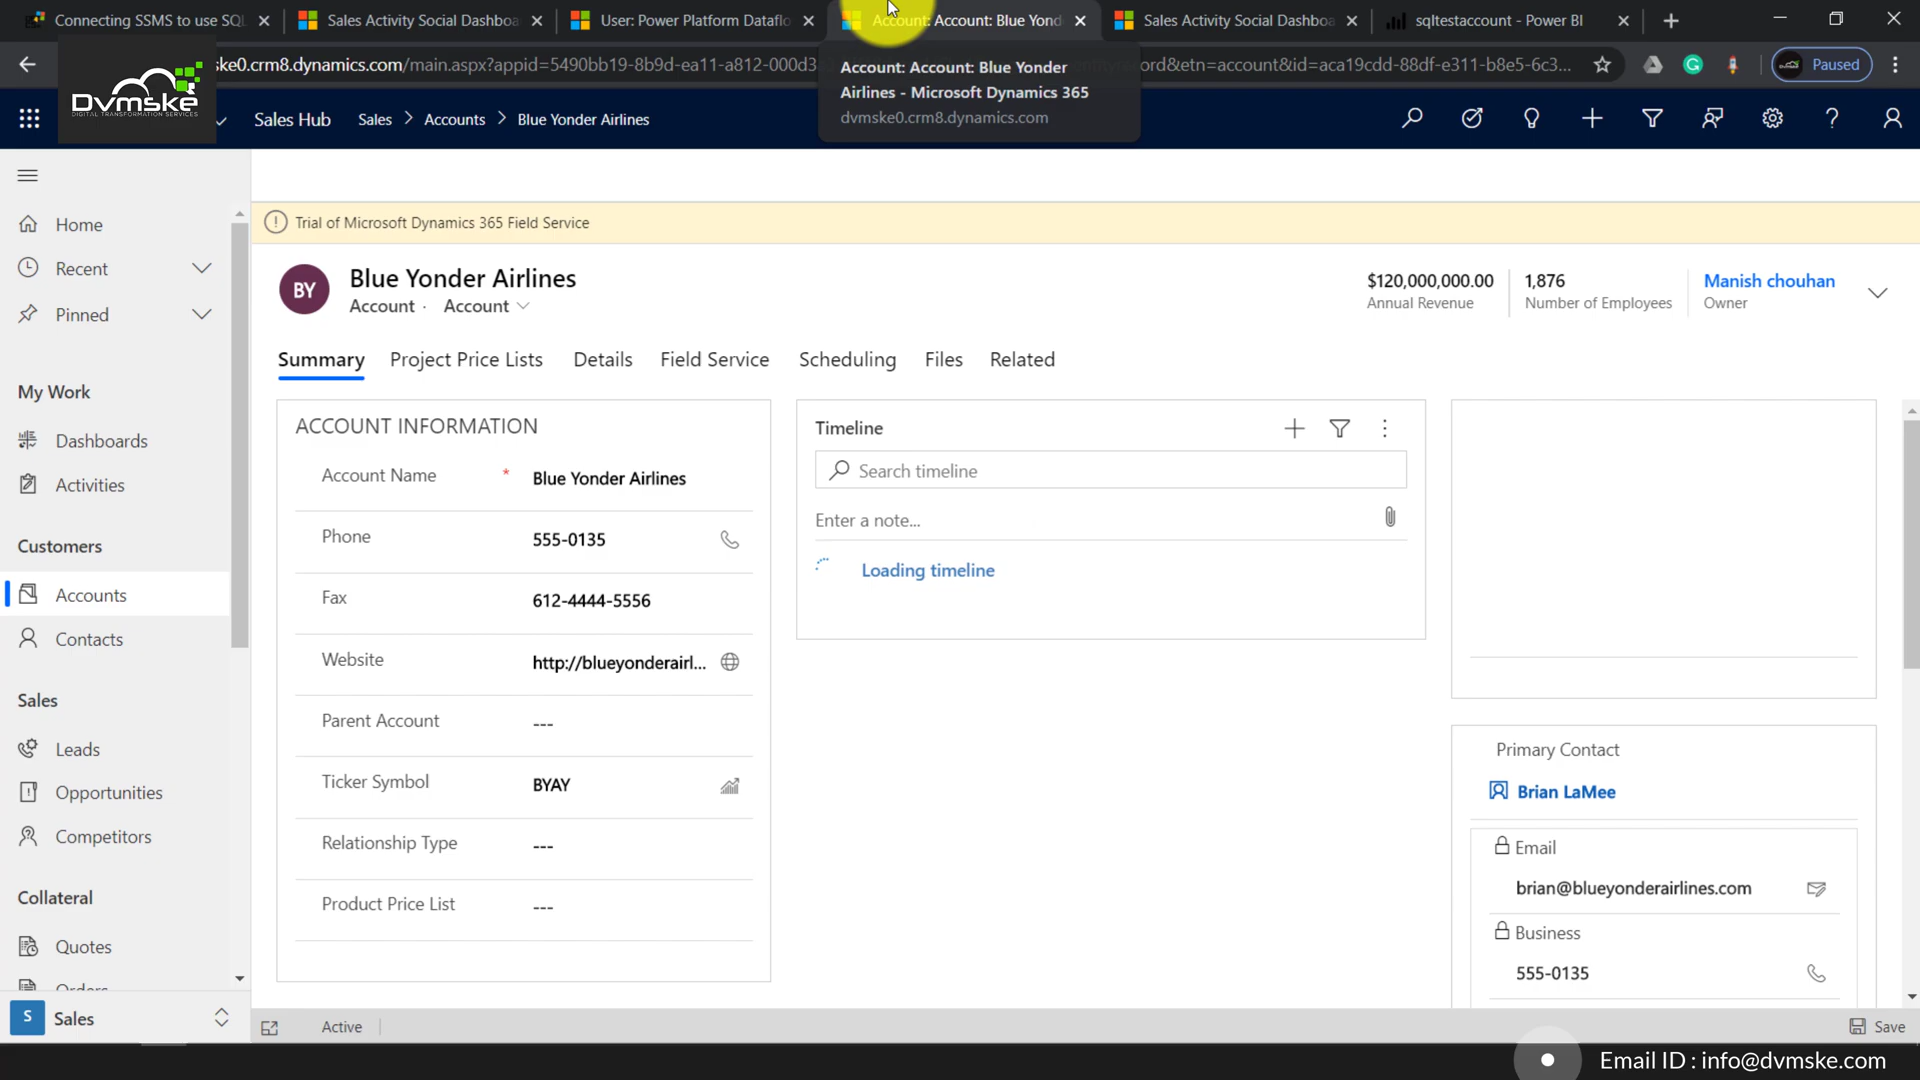 Connecting SSMS to use SQL
Sales Activity Social Dashboa
User: Power Platform Dataflo
Account: Account: Blue Yond
Sales Activity Social Dashboa
sqltestaccount - Power BI
ske0.crm8.dynamics.com/main.aspx?appid=5490bb19-8b9d-ea11-a812-000d3
ord&etn=account&id=aca19cdd-88df-e311-b8e5-6c3...
Paused
Account: Account: Blue Yonder
Airlines - Microsoft Dynamics 365
dvmske0.crm8.dynamics.com
Dvmske
DIGITAL TRANSFORMATION SERVICES
Sales Hub
Sales > Accounts > Blue Yonder Airlines
Home
Recent
Pinned
My Work
Dashboards
Activities
Customers
Accounts
Contacts
Sales
Leads
Opportunities
Competitors
Collateral
Quotes
Orders
S Sales
Trial of Microsoft Dynamics 365 Field Service
BY
Blue Yonder Airlines
Account · Account
$120,000,000.00
Annual Revenue
1,876
Number of Employees
Manish chouhan
Owner
Summary Project Price Lists Details Field Service Scheduling Files Related
ACCOUNT INFORMATION
Account Name * Blue Yonder Airlines
Phone 555-0135
Fax 612-4444-5556
Website http://blueyonderairl...
Parent Account ---
Ticker Symbol BYAY
Relationship Type ---
Product Price List ---
Timeline
Search timeline
Enter a note...
Loading timeline
Primary Contact
Brian LaMee
Email
brian@blueyonderairlines.com
Business
555-0135
Active
Save
Email ID : info@dvmske.com